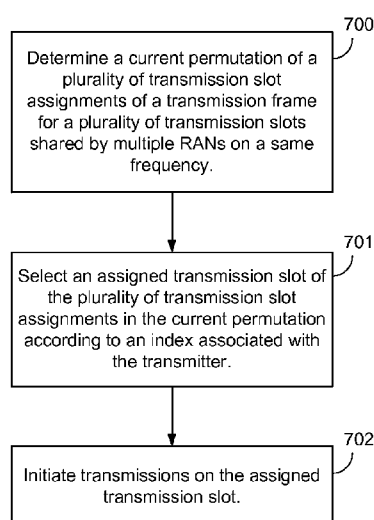 700
Determine a current permutation of a
plurality of transmission slot
assignments of a transmission frame
for a plurality of transmission slots
shared by multiple RANs on a same
frequency.
701
Select an assigned transmission slot of
the plurality of transmission slot
assignments in the current permutation
according to an index associated with
the transmitter.
702
Initiate transmissions on the assigned
transmission slot.